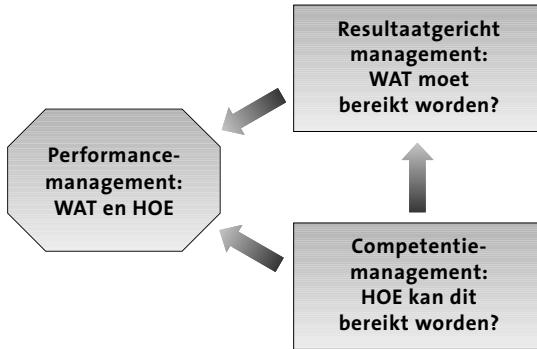 Resultaatgericht
management:
WAT moet
bereikt worden?
Performance-
management:
WAT en HOE
Competentie-
management:
HOE kan dit
bereikt worden?